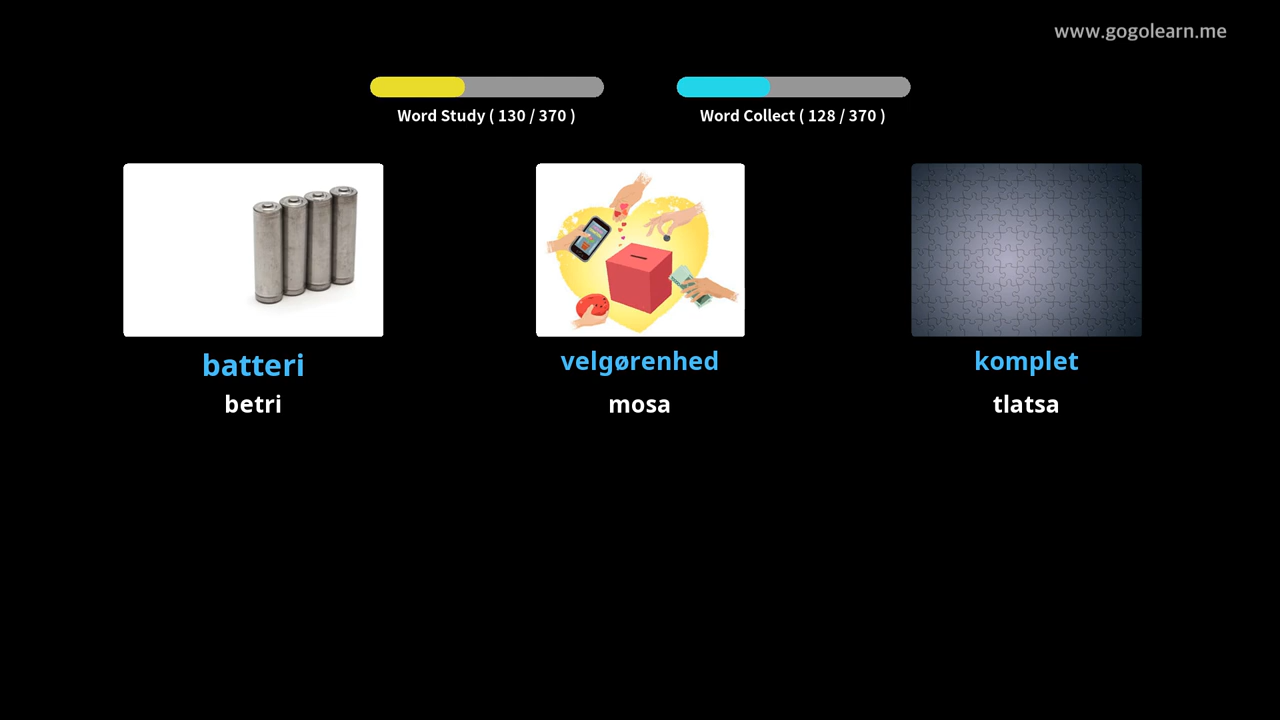 www.gogolearn.me
Word Study ( 130 / 370 )
Word Collect ( 128 / 370 )
batteri
velgørenhed
komplet
betri
mosa
tlatsa